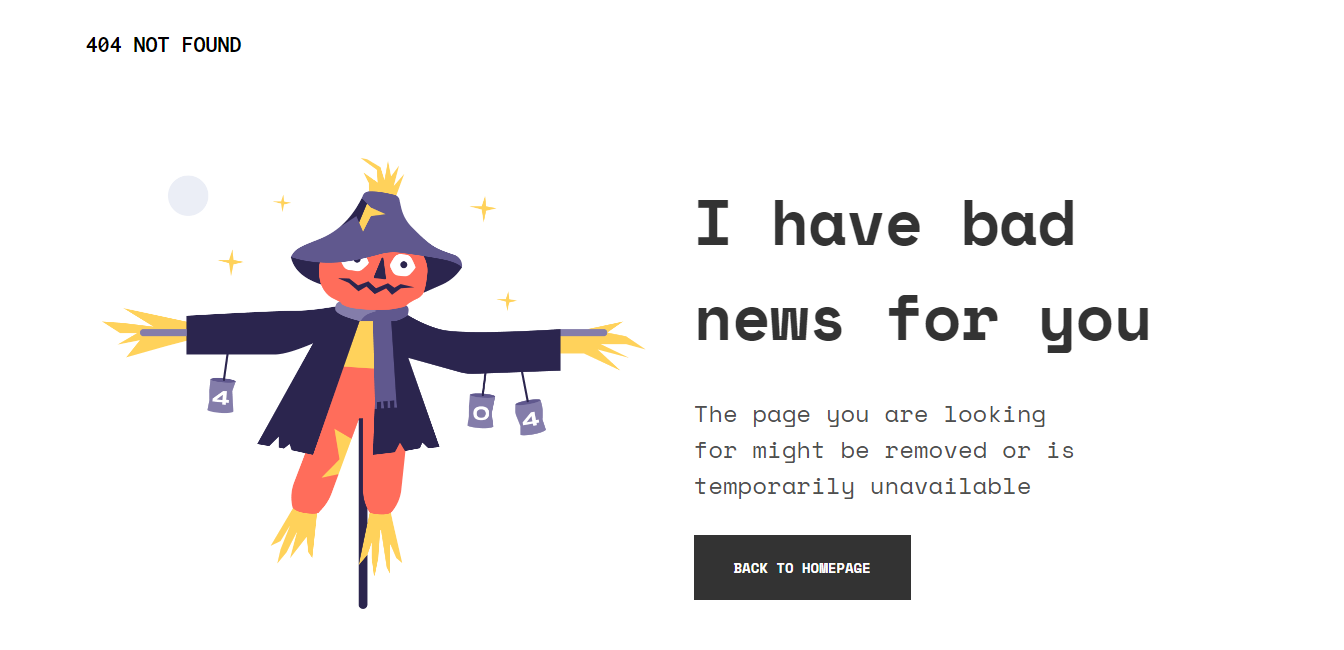 404 NOT FOUND
4
0
4
I have bad
news for you
The page you are looking
for might be removed or is
temporarily unavailable
BACK TO HOMEPAGE